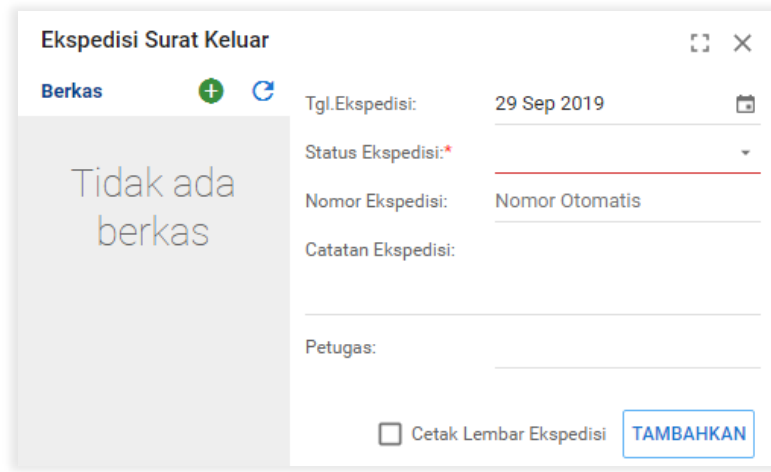 Ekspedisi Surat Keluar
Berkas
Tidak ada
berkas
Tgl.Ekspedisi: 29 Sep 2019
Status Ekspedisi:*
Nomor Ekspedisi: Nomor Otomatis
Catatan Ekspedisi:
Petugas:
Cetak Lembar Ekspedisi TAMBAHKAN